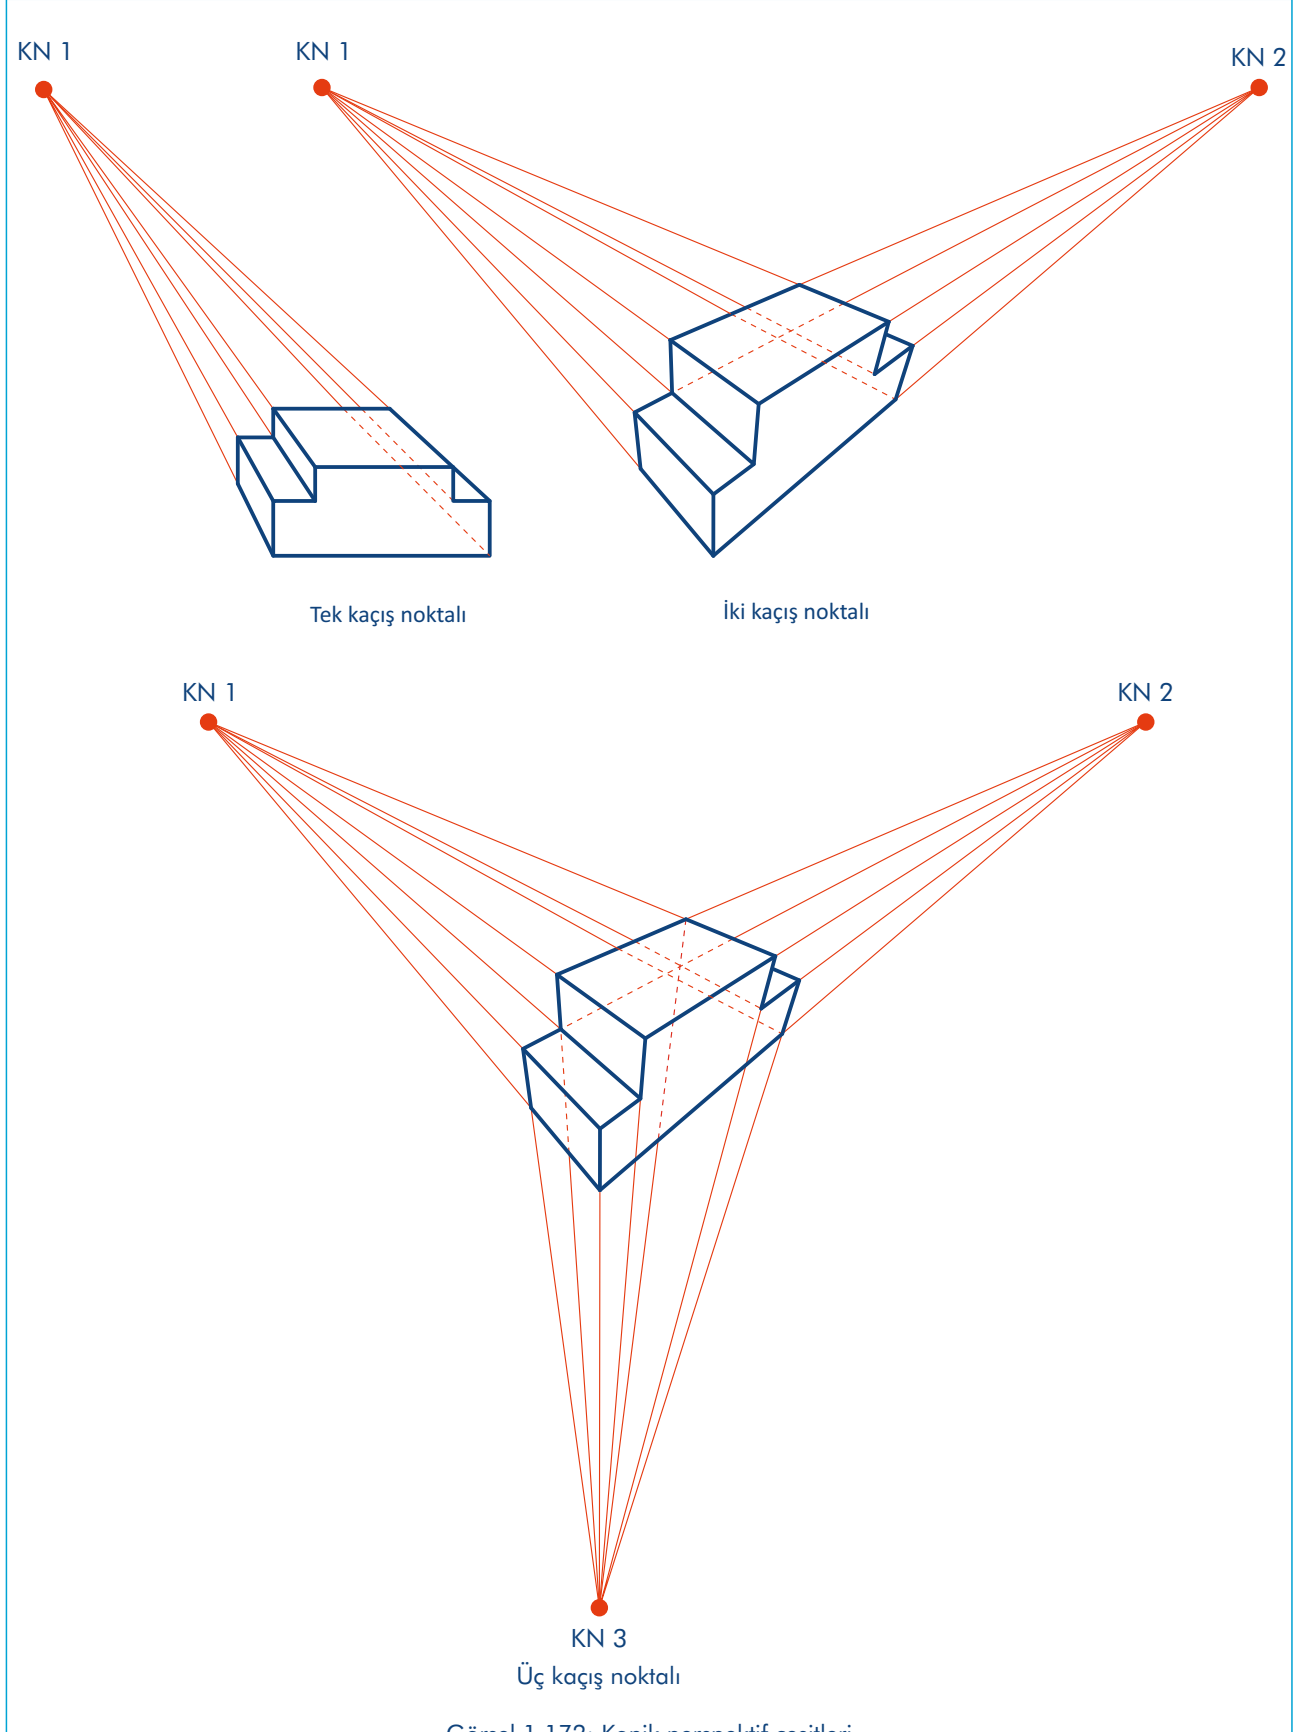 KN 1
KN 1
KN 2
Tek kaçış noktalı
İki kaçış noktalı
KN 1
KN 2
KN 3
Üç kaçış noktalı